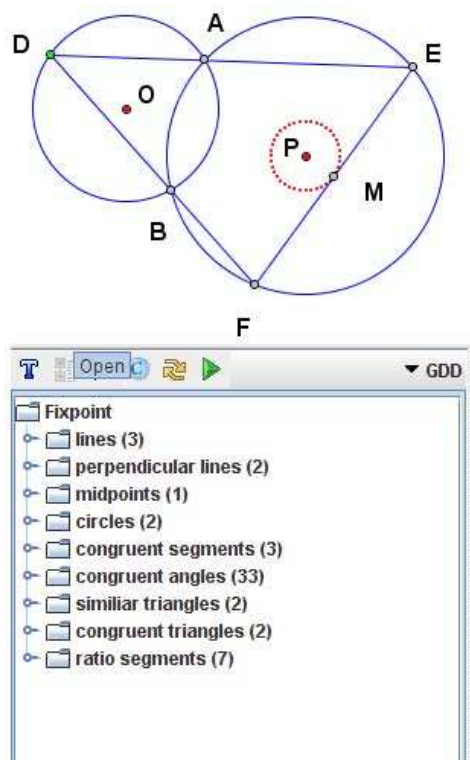 A
D
E
O
P
M
B
F
Open
GDD
Fixpoint
lines (3)
perpendicular lines (2)
midpoints (1)
circles (2)
congruent segments (3)
congruent angles (33)
similiar triangles (2)
congruent triangles (2)
ratio segments (7)